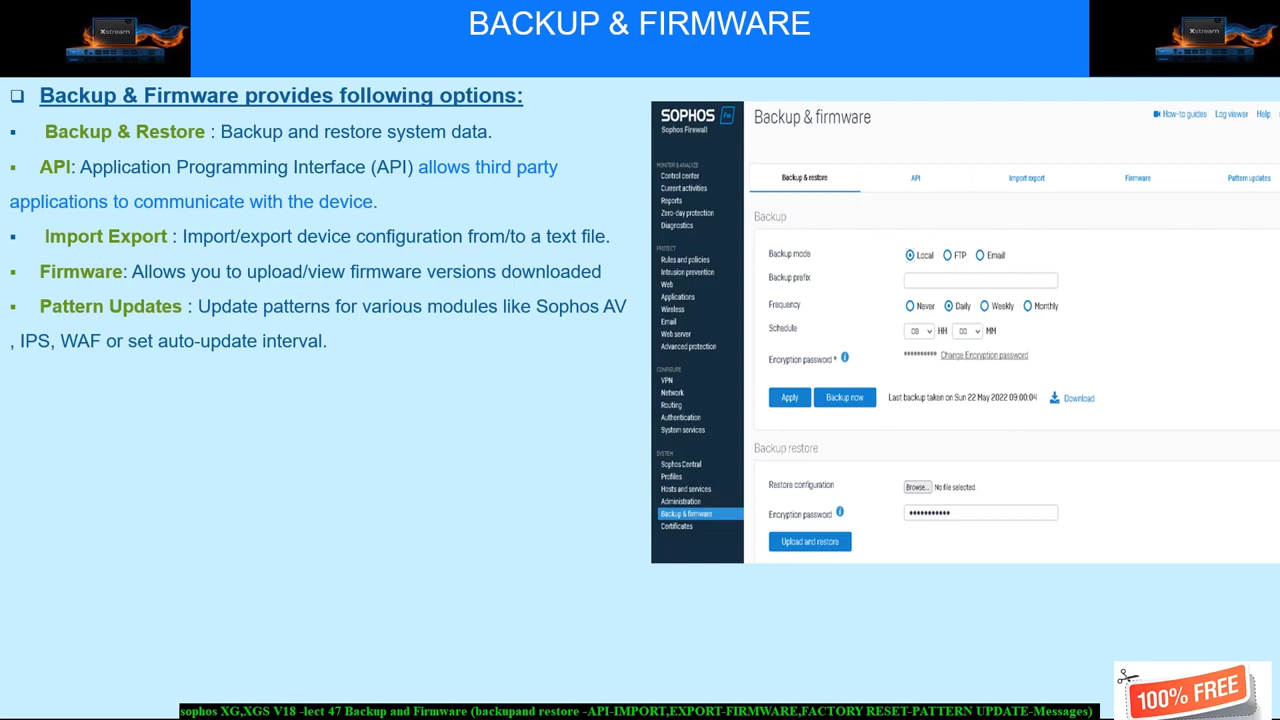 BACKUP & FIRMWARE
Xstream
Xstream
Backup & Firmware provides following options:
Backup & Restore : Backup and restore system data.
API: Application Programming Interface (API) allows third party
applications to communicate with the device.
Import Export : Import/export device configuration from/to a text file.
Firmware: Allows you to upload/view firmware versions downloaded
Pattern Updates : Update patterns for various modules like Sophos AV
, IPS, WAF or set auto-update interval.
SOPHOS
Sophos Firewall
MONITOR & ANALYZE
Control center
Current activities
Reports
Zero-day protection
Diagnostics
PROTECT
Rules and policies
Intrusion prevention
Web
Applications
Wireless
Email
Web server
Advanced protection
CONFIGURE
VPN
Network
Routing
Authentication
System services
SYSTEM
Sophos Central
Profiles
Hosts and services
Administration
Backup & firmware
Certificates
Backup & firmware
How-to guides Log viewer Help
Backup & restore API Import export Firmware Pattern updates
Backup
Backup mode Local FTP Email
Backup prefix
Frequency Never Daily Weekly Monthly
Schedule 09 HH 00 MM
Encryption password * ********** Change Encryption password
Apply Backup now Last backup taken on Sun 22 May 2022 09:00:04 Download
Backup restore
Restore configuration Browse... No file selected.
Encryption password •••••••••••
Upload and restore
100% FREE
sophos XG,XGS V18 -lect 47 Backup and Firmware (backupand restore -API-IMPORT,EXPORT-FIRMWARE,FACTORY RESET-PATTERN UPDATE-Messages)